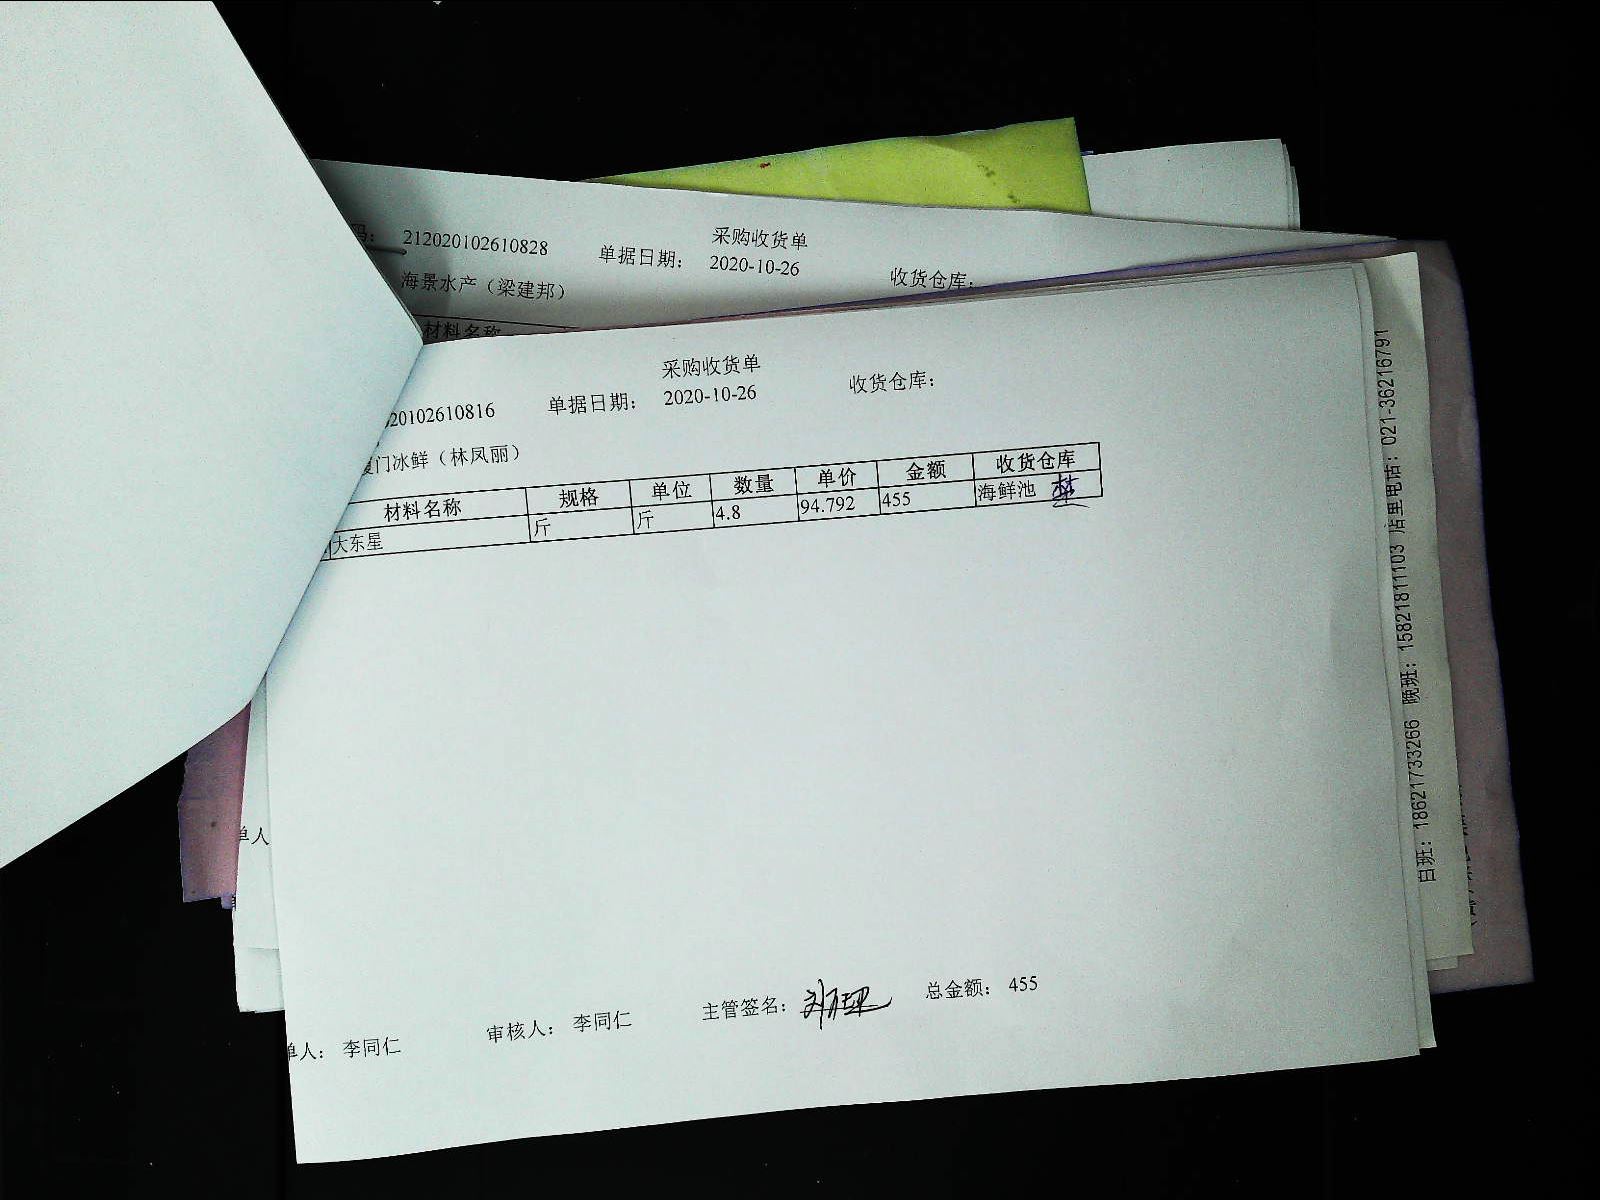 采购收货单
212020102610828 单据日期: 2020-10-26 收货仓库:
海景水产（梁建邦）
材料名称
采购收货单
20102610816 单据日期: 2020-10-26 收货仓库:
门冰鲜（林凤丽）
材料名称 规格 单位 数量 单价 金额 收货仓库
大东星 斤 斤 4.8 94.792 455 海鲜池
单人
单人: 李同仁 审核人: 李同仁 主管签名: 总金额: 455
日班: 18621733266 晚班: 15821811103 店里电话: 021-36216791